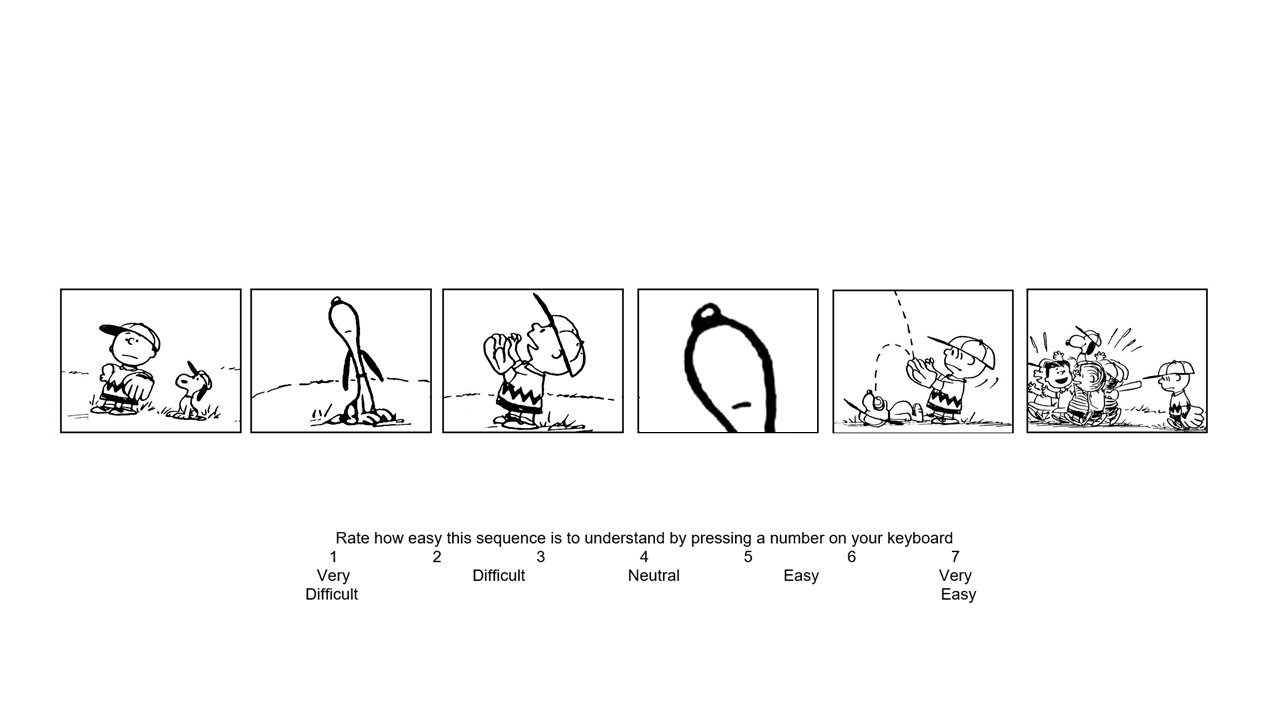 Rate how easy this sequence is to understand by pressing a number on your keyboard
1 2 3 4 5 6 7
Very Difficult Neutral Easy Very
Difficult Easy